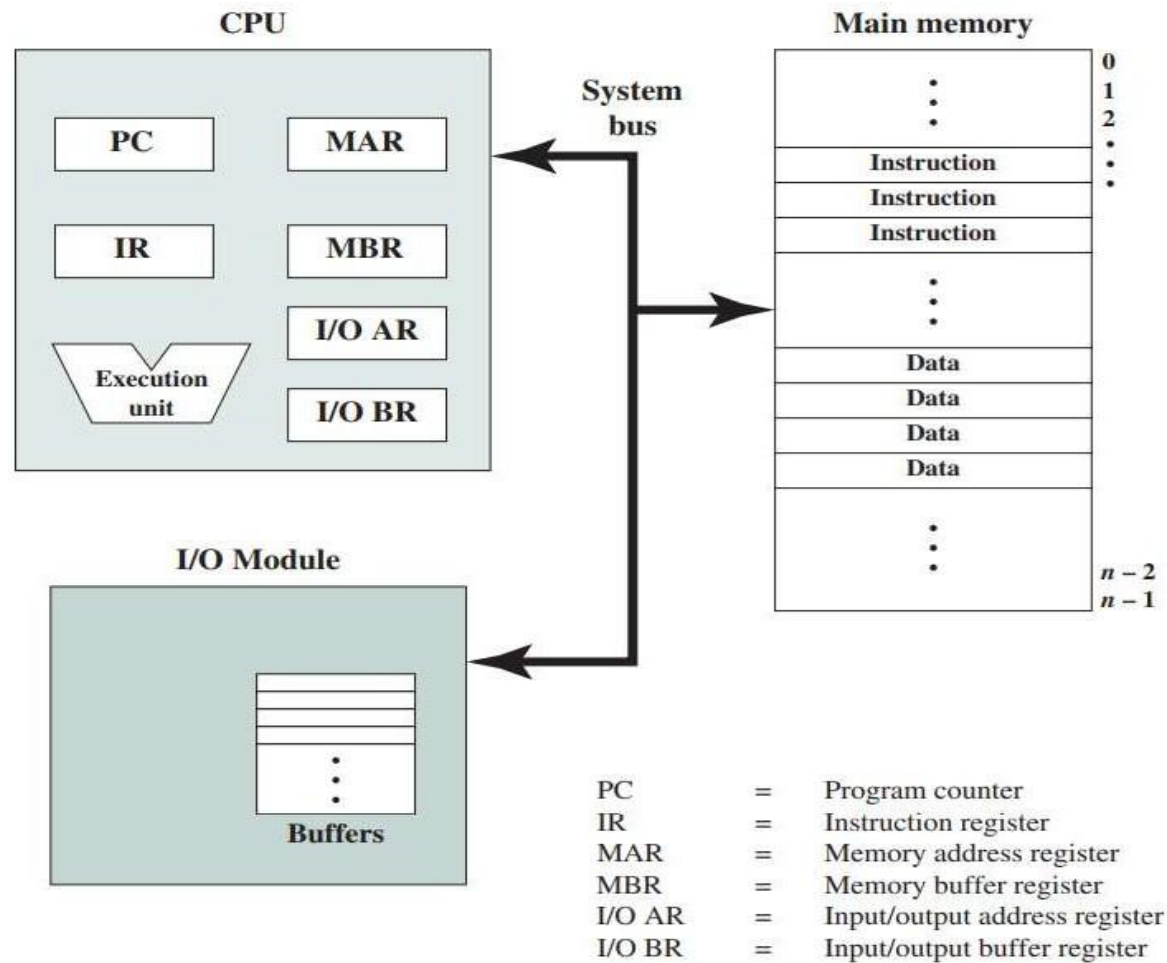 CPU
PC
MAR
IR
MBR
I/O AR
Execution
unit
I/O BR
System
bus
Main memory
0
1
2
Instruction
Instruction
Instruction
Data
Data
Data
Data
n – 2
n – 1
I/O Module
Buffers
PC = Program counter
IR = Instruction register
MAR = Memory address register
MBR = Memory buffer register
I/O AR = Input/output address register
I/O BR = Input/output buffer register